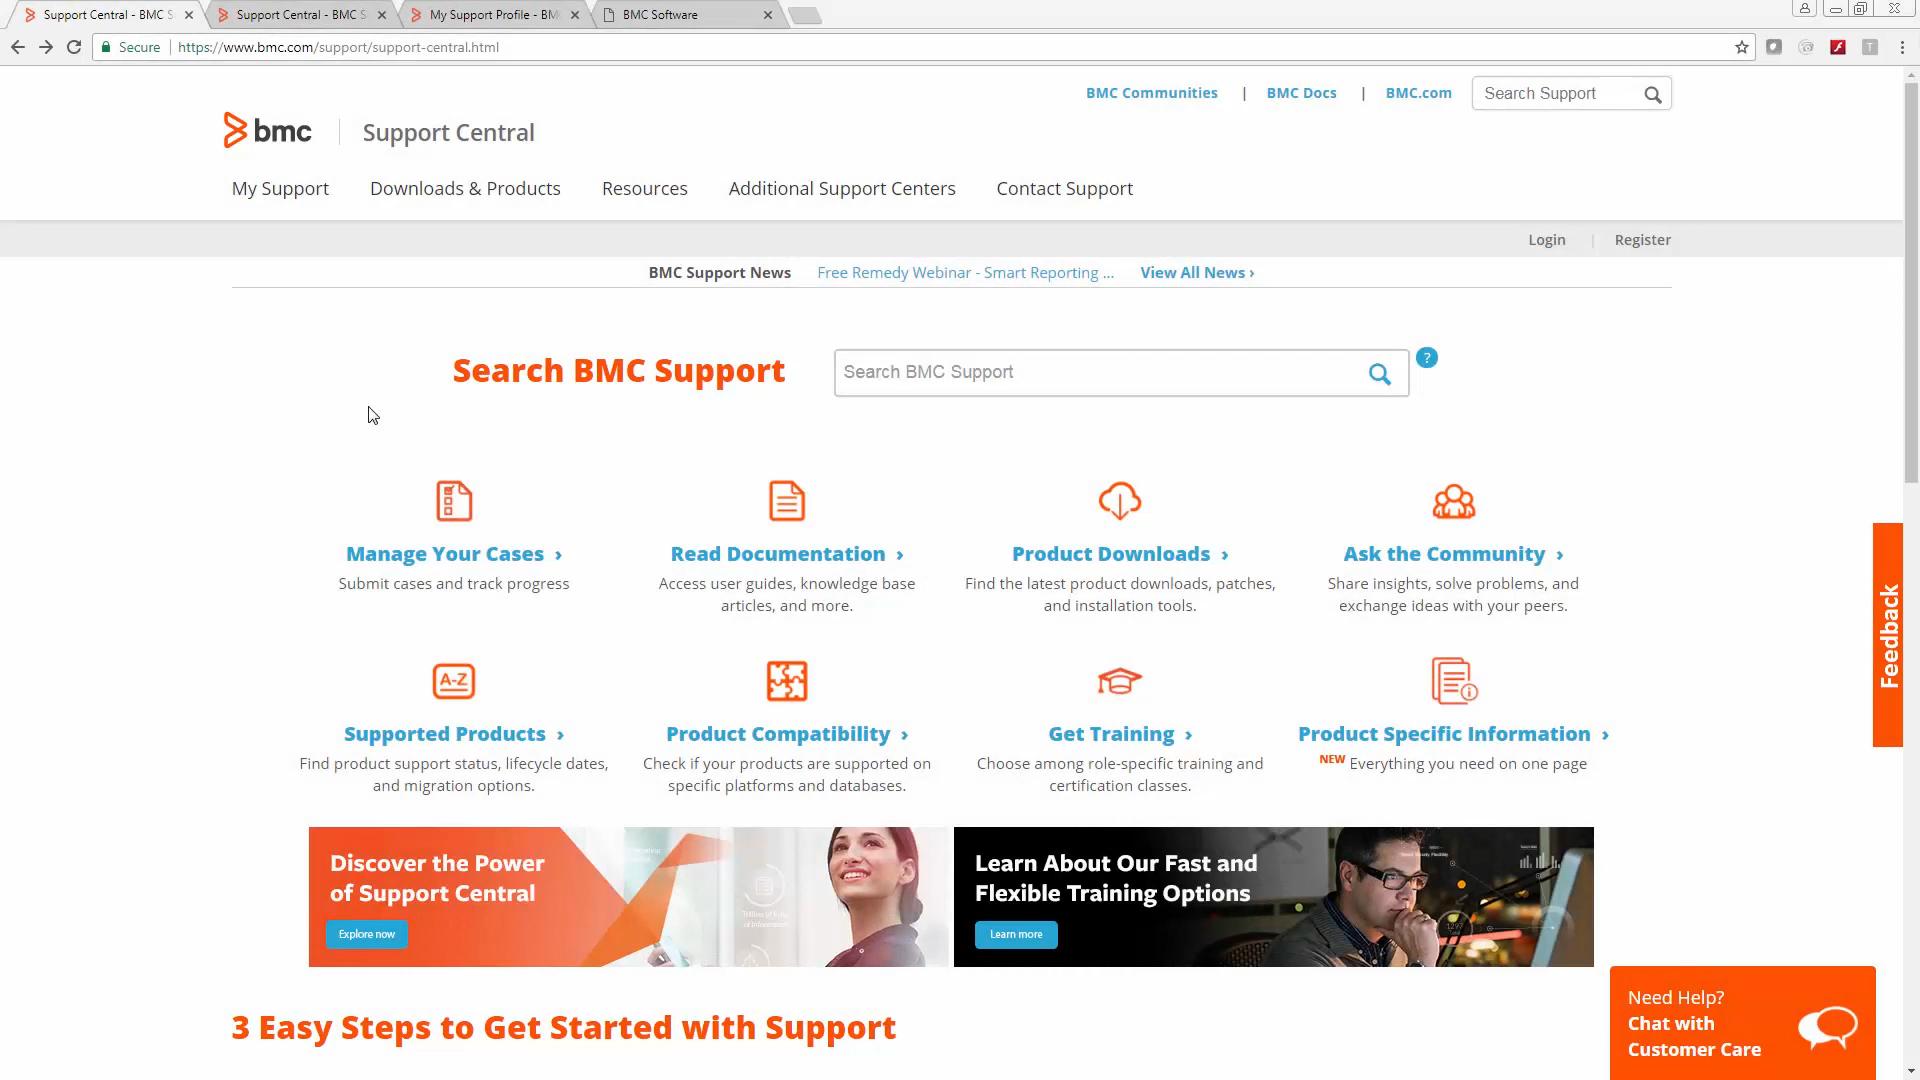 Support Central - BMC S
Support Central - BMC S
My Support Profile - BM
BMC Software
Secure
https://www.bmc.com/support/support-central.html
T
BMC Communities | BMC Docs | BMC.com
Search Support
bmc
Support Central
My Support
Downloads & Products
Resources
Additional Support Centers
Contact Support
Login | Register
BMC Support News
Free Remedy Webinar - Smart Reporting ...
View All News ›
Search BMC Support
Search BMC Support
?
Manage Your Cases ›
Submit cases and track progress
Read Documentation ›
Access user guides, knowledge base
articles, and more.
Product Downloads ›
Find the latest product downloads, patches,
and installation tools.
Ask the Community ›
Share insights, solve problems, and
exchange ideas with your peers.
A-Z
Supported Products ›
Find product support status, lifecycle dates,
and migration options.
Product Compatibility ›
Check if your products are supported on
specific platforms and databases.
Get Training ›
Choose among role-specific training and
certification classes.
Product Specific Information ›
NEW Everything you need on one page
Feedback
Discover the Power
of Support Central
Explore now
Learn About Our Fast and
Flexible Training Options
Learn more
3 Easy Steps to Get Started with Support
Need Help?
Chat with
Customer Care